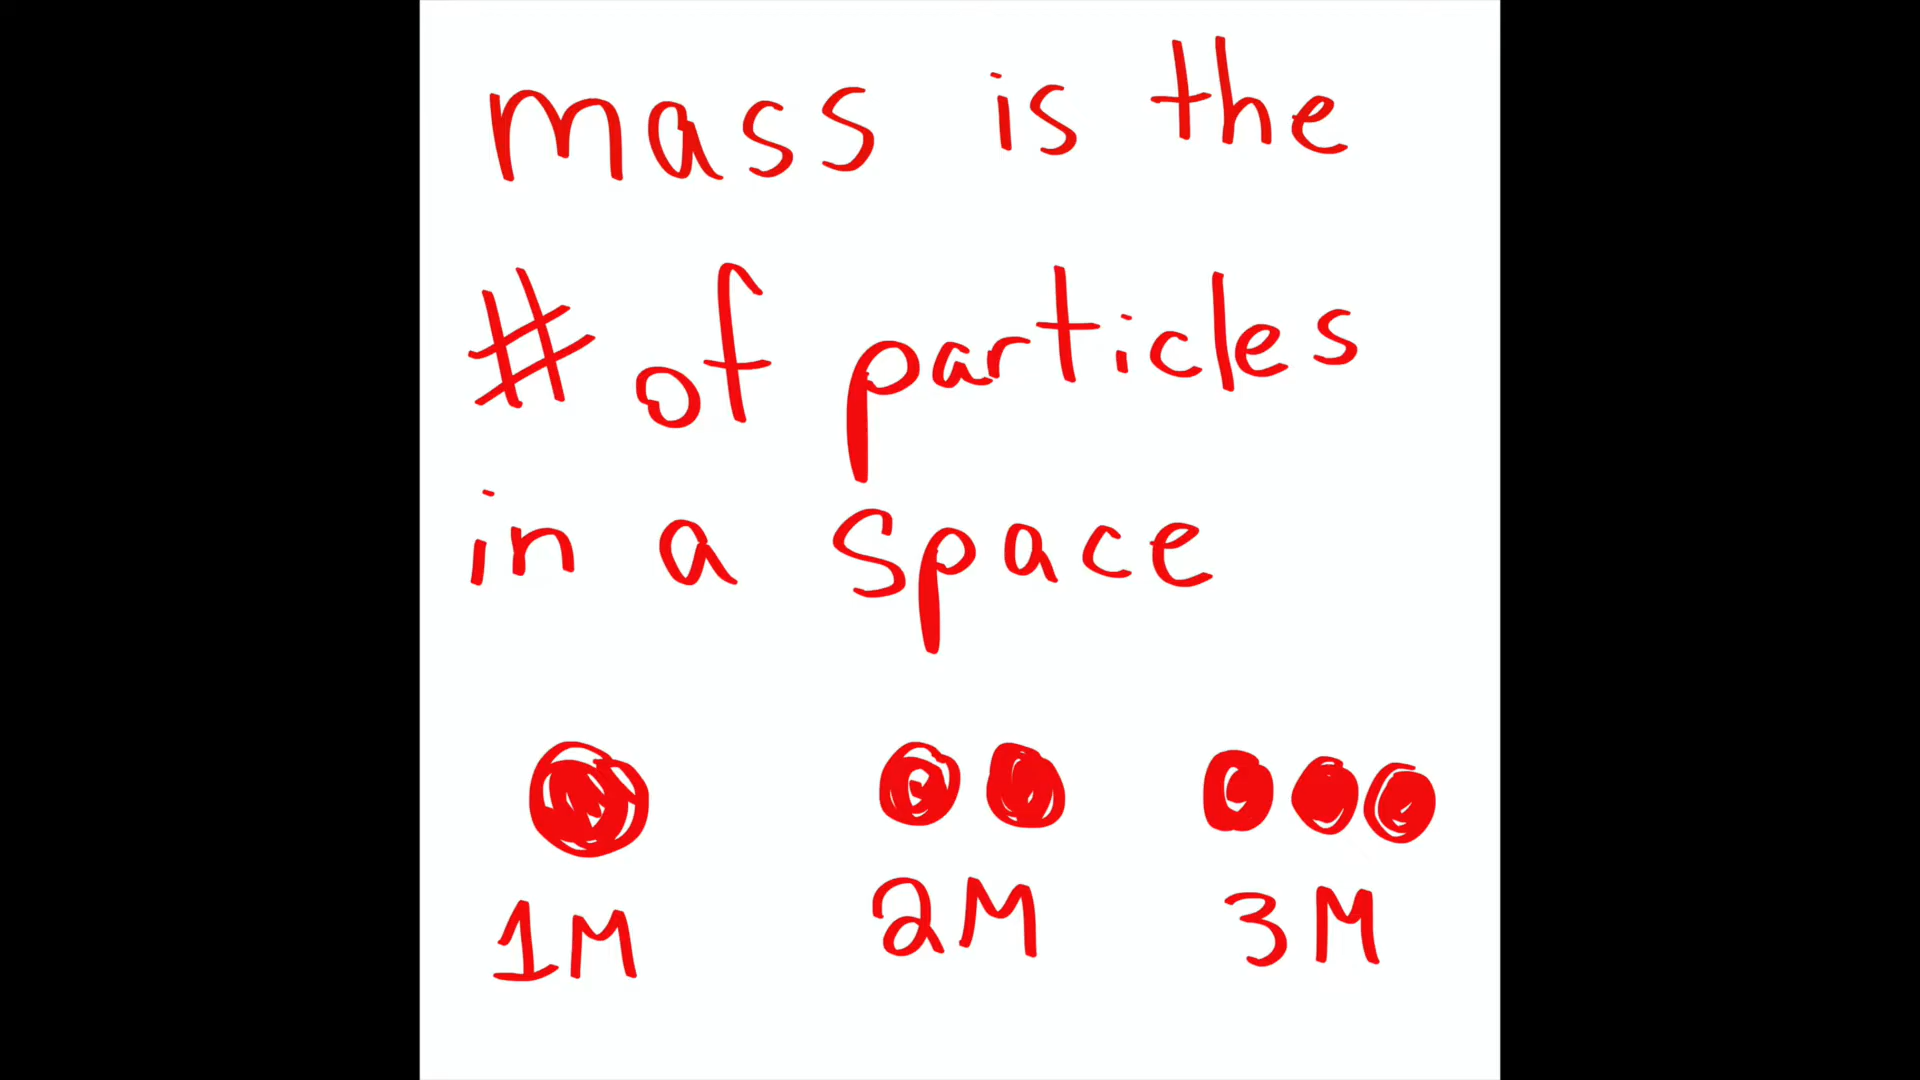 mass is the
# of particles
in a space
1M 2M 3M